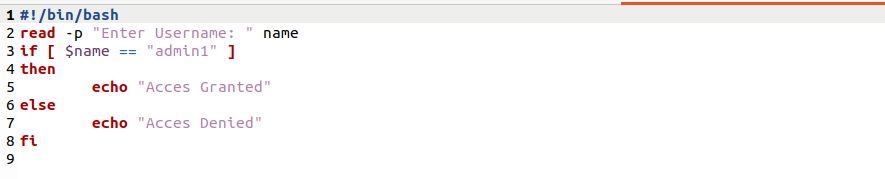 1 #!/bin/bash
2 read -p "Enter Username: " name
3 if [ $name == "admin1" ]
4 then
5         echo "Acces Granted"
6 else
7         echo "Acces Denied"
8 fi
9